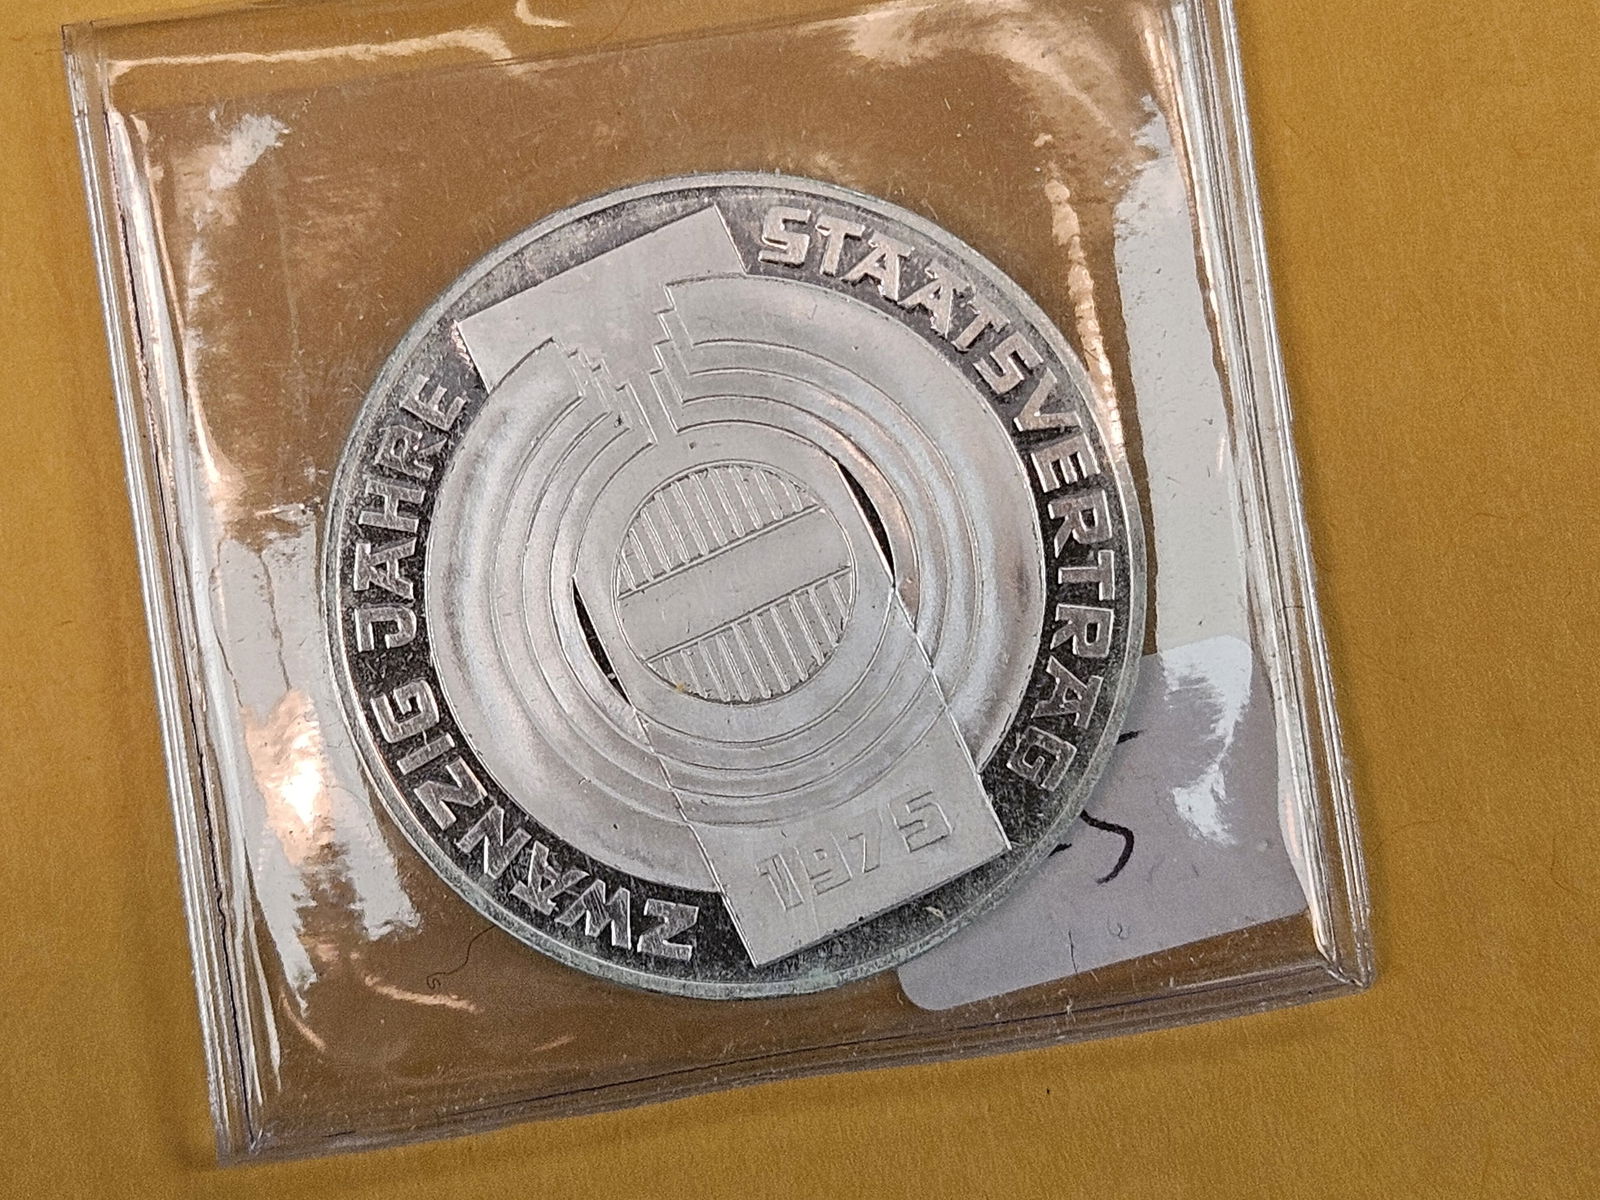 ZWANZIG JAHRE
STAATSVERTRAG
1975